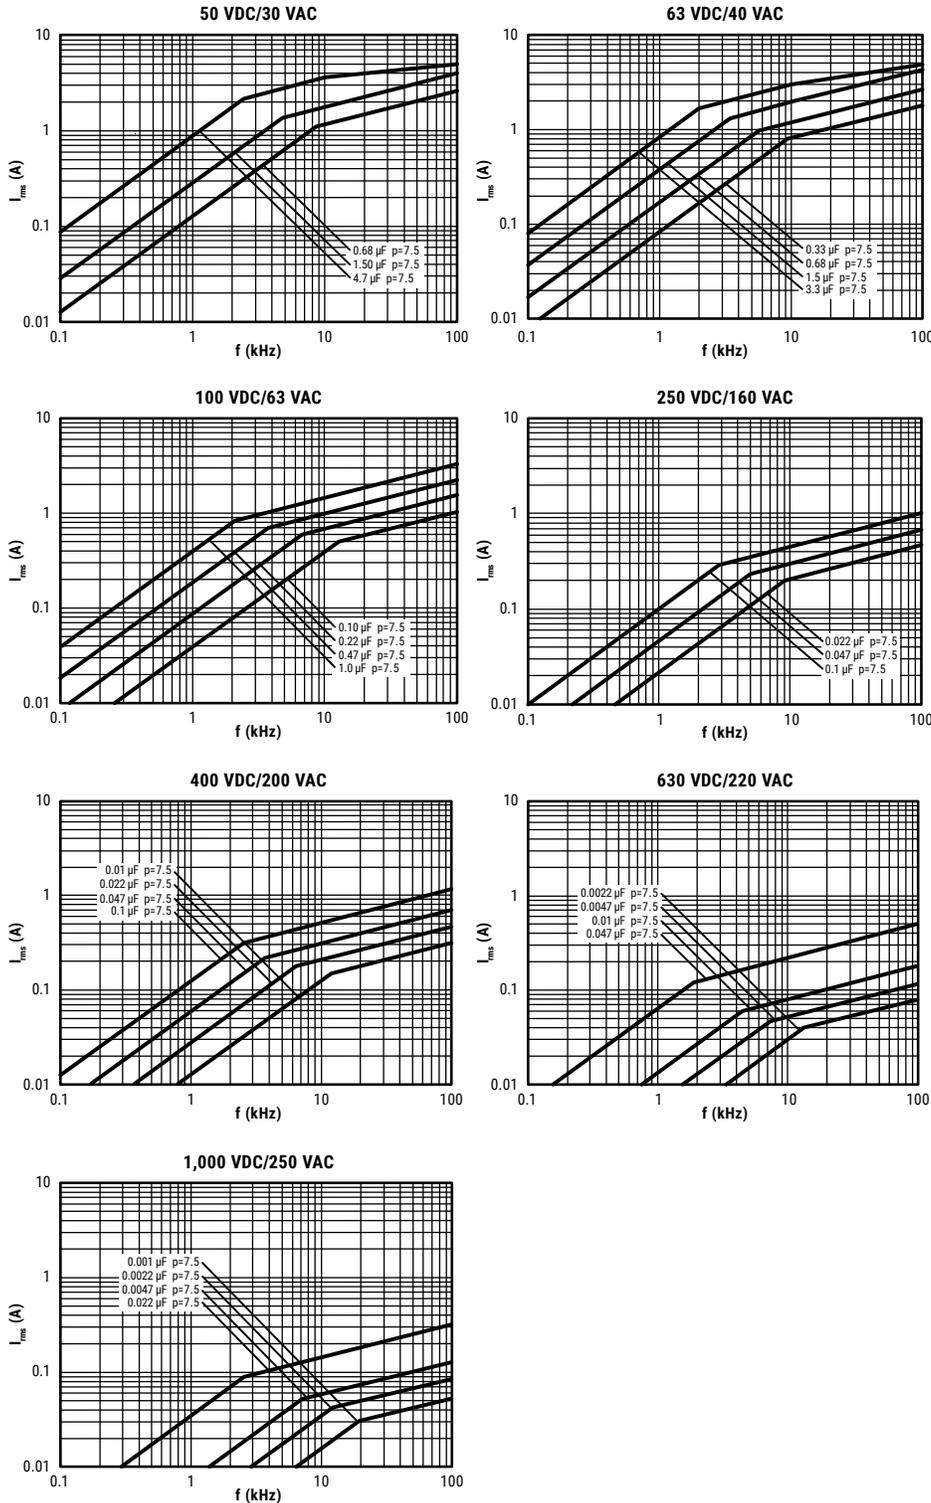 50 VDC/30 VAC
10
1
0.1
0.01
I rms (A)
0.68 µF p=7.5
1.50 µF p=7.5
4.7 µF p=7.5
0.1 1 10 100
f (kHz)
63 VDC/40 VAC
10
1
0.1
0.01
I rms (A)
0.33 µF p=7.5
0.68 µF p=7.5
1.5 µF p=7.5
3.3 µF p=7.5
0.1 1 10 100
f (kHz)
100 VDC/63 VAC
10
1
0.1
0.01
I rms (A)
0.10 µF p=7.5
0.22 µF p=7.5
0.47 µF p=7.5
1.0 µF p=7.5
0.1 1 10 100
f (kHz)
250 VDC/160 VAC
10
1
0.1
0.01
I rms (A)
0.022 µF p=7.5
0.047 µF p=7.5
0.1 µF p=7.5
0.1 1 10 100
f (kHz)
400 VDC/200 VAC
10
1
0.1
0.01
I rms (A)
0.01 µF p=7.5
0.022 µF p=7.5
0.047 µF p=7.5
0.1 µF p=7.5
0.1 1 10 100
f (kHz)
630 VDC/220 VAC
10
1
0.1
0.01
I rms (A)
0.0022 µF p=7.5
0.0047 µF p=7.5
0.01 µF p=7.5
0.047 µF p=7.5
0.1 1 10 100
f (kHz)
1,000 VDC/250 VAC
10
1
0.1
0.01
I rms (A)
0.001 µF p=7.5
0.0022 µF p=7.5
0.0047 µF p=7.5
0.022 µF p=7.5
0.1 1 10 100
f (kHz)